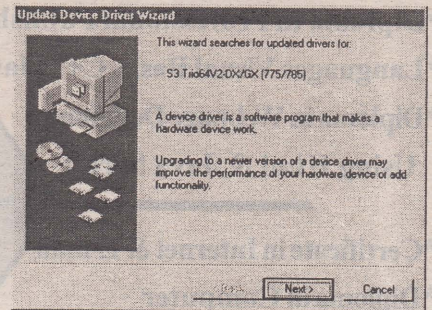 Update Device Driver Wizard
This wizard searches for updated drivers for:
S3 Trio64V2-DX/GX (775/785)
A device driver is a software program that makes a
hardware device work.
Upgrading to a newer version of a device driver may
improve the performance of your hardware device or add
functionality.
Next >
Cancel